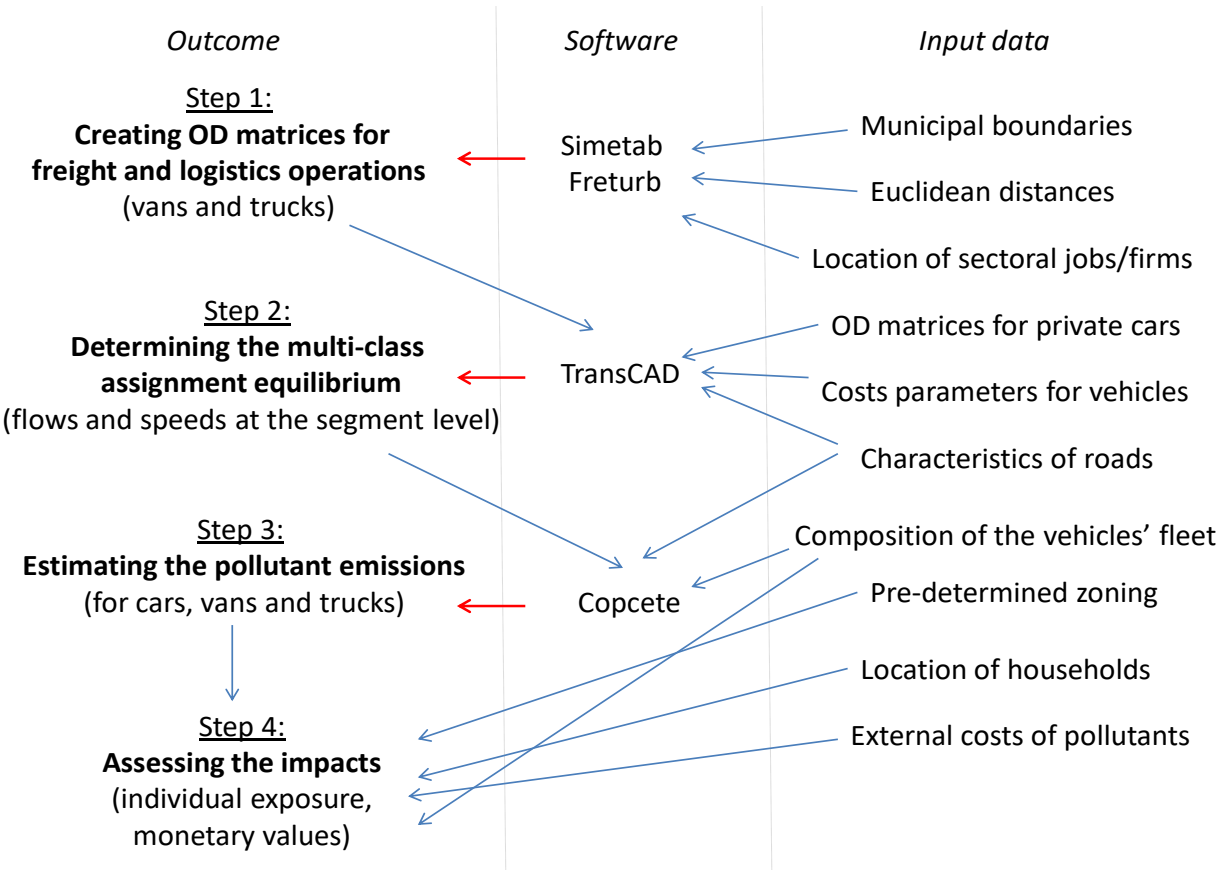 Outcome
Software
Input data
Step 1:
Creating OD matrices for
freight and logistics operations
(vans and trucks)
Simetab
Freturb
Municipal boundaries
Euclidean distances
Location of sectoral jobs/firms
Step 2:
Determining the multi-class
assignment equilibrium
(flows and speeds at the segment level)
TransCAD
OD matrices for private cars
Costs parameters for vehicles
Characteristics of roads
Step 3:
Estimating the pollutant emissions
(for cars, vans and trucks)
Copcete
Composition of the vehicles’ fleet
Pre-determined zoning
Location of households
External costs of pollutants
Step 4:
Assessing the impacts
(individual exposure,
monetary values)